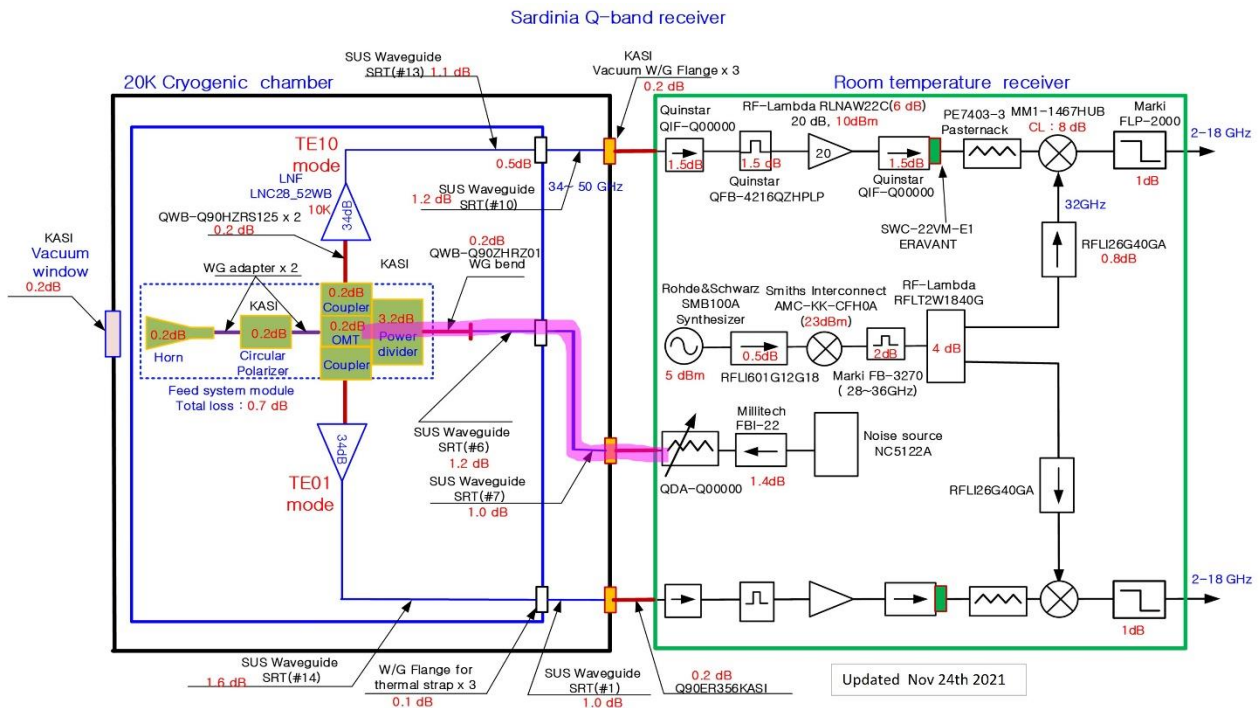 Sardinia Q-band receiver
20K Cryogenic chamber
SUS Waveguide
SRT(#13) 1.1 dB
KASI
Vacuum W/G Flange x 3
0.2 dB
Room temperature receiver
TE10
mode
LNF
LNC28_52WB
10K
34dB
0.5dB
34~ 50 GHz
SUS Waveguide
1.2 dB SRT(#10)
QWB-Q90HZRS125 x 2
0.2 dB
0.2dB
QWB-Q90ZHRZ01
WG bend
KASI
Vacuum
window
0.2dB
WG adapter x 2
KASI
KASI
0.2dB
Horn
0.2dB
Circular
Polarizer
0.2dB
Coupler
0.2dB
OMT
Coupler
3.2dB
Power
divider
Feed system module
Total loss : 0.7 dB
34dB
TE01
mode
SUS Waveguide
SRT(#6)
1.2 dB
SUS Waveguide
SRT(#7)
1.0 dB
SUS Waveguide
1.6 dB SRT(#14)
W/G Flange for
thermal strap x 3
0.1 dB
SUS Waveguide
SRT(#1)
1.0 dB
0.2 dB
Q90ER356KASI
Quinstar
QIF-Q00000
1.5dB
1.5 dB
Quinstar
QFB-4216QZHPLP
RF-Lambda RLNAW22C(6 dB)
20 dB, 10dBm
20
1.5dB
Quinstar
QIF-Q00000
SWC-22VM-E1
ERAVANT
PE7403-3
Pasternack
MM1-1467HUB
CL : 8 dB
Marki
FLP-2000
1dB
2-18 GHz
32GHz
RFLI26G40GA
0.8dB
Rohde&Schwarz
SMB100A
Synthesizer
5 dBm
0.5dB
RFLI601G12G18
Smiths Interconnect
AMC-KK-CFH0A
(23dBm)
2dB
Marki FB-3270
( 28~36GHz)
RF-Lambda
RFLT2W1840G
4 dB
QDA-Q00000
Millitech
FBI-22
1.4dB
Noise source
NC5122A
RFLI26G40GA
2-18 GHz
1dB
Updated Nov 24th 2021